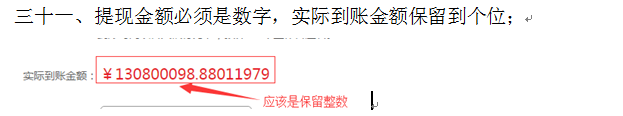 三十一、提现金额必须是数字，实际到账金额保留到个位；
实际到账金额：￥130800098.88011979
应该是保留整数